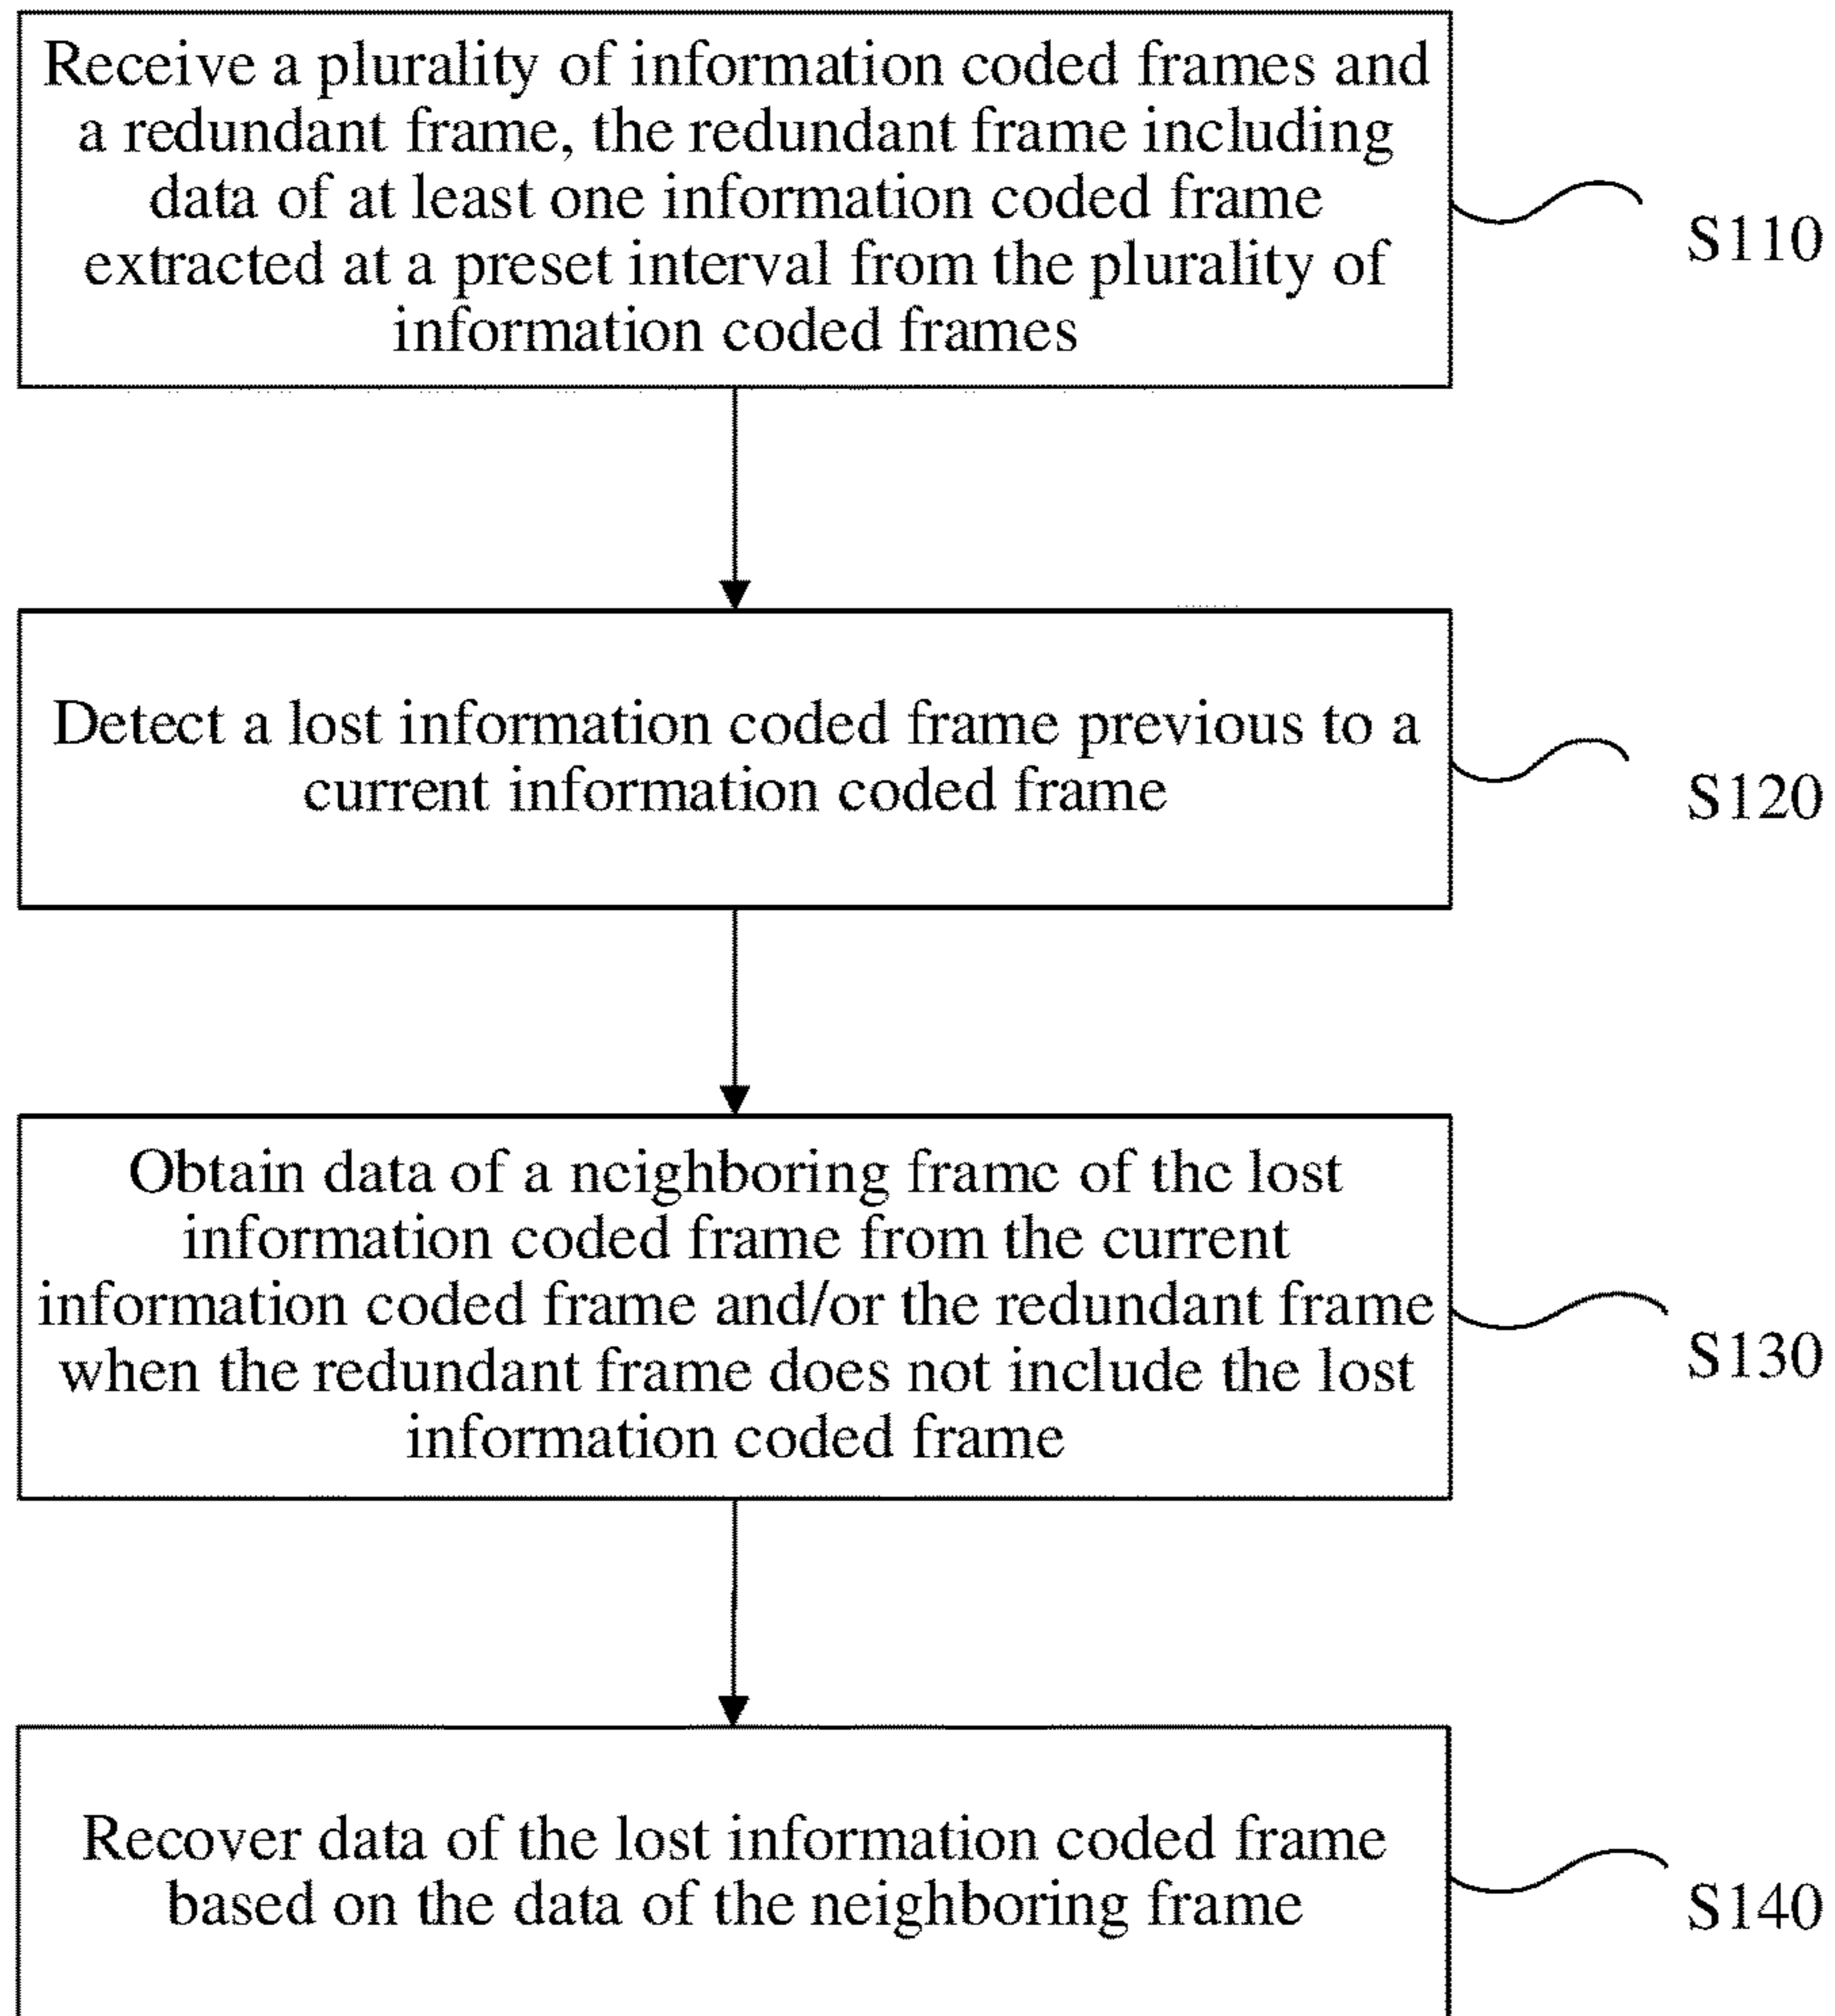 Receive a plurality of information coded frames and
a redundant frame, the redundant frame including
data of at least one information coded frame
extracted at a preset interval from the plurality of
information coded frames
S110
Detect a lost information coded frame previous to a
current information coded frame
S120
Obtain data of a neighboring frame of the lost
information coded frame from the current
information coded frame and/or the redundant frame
when the redundant frame does not include the lost
information coded frame
S130
Recover data of the lost information coded frame
based on the data of the neighboring frame
S140